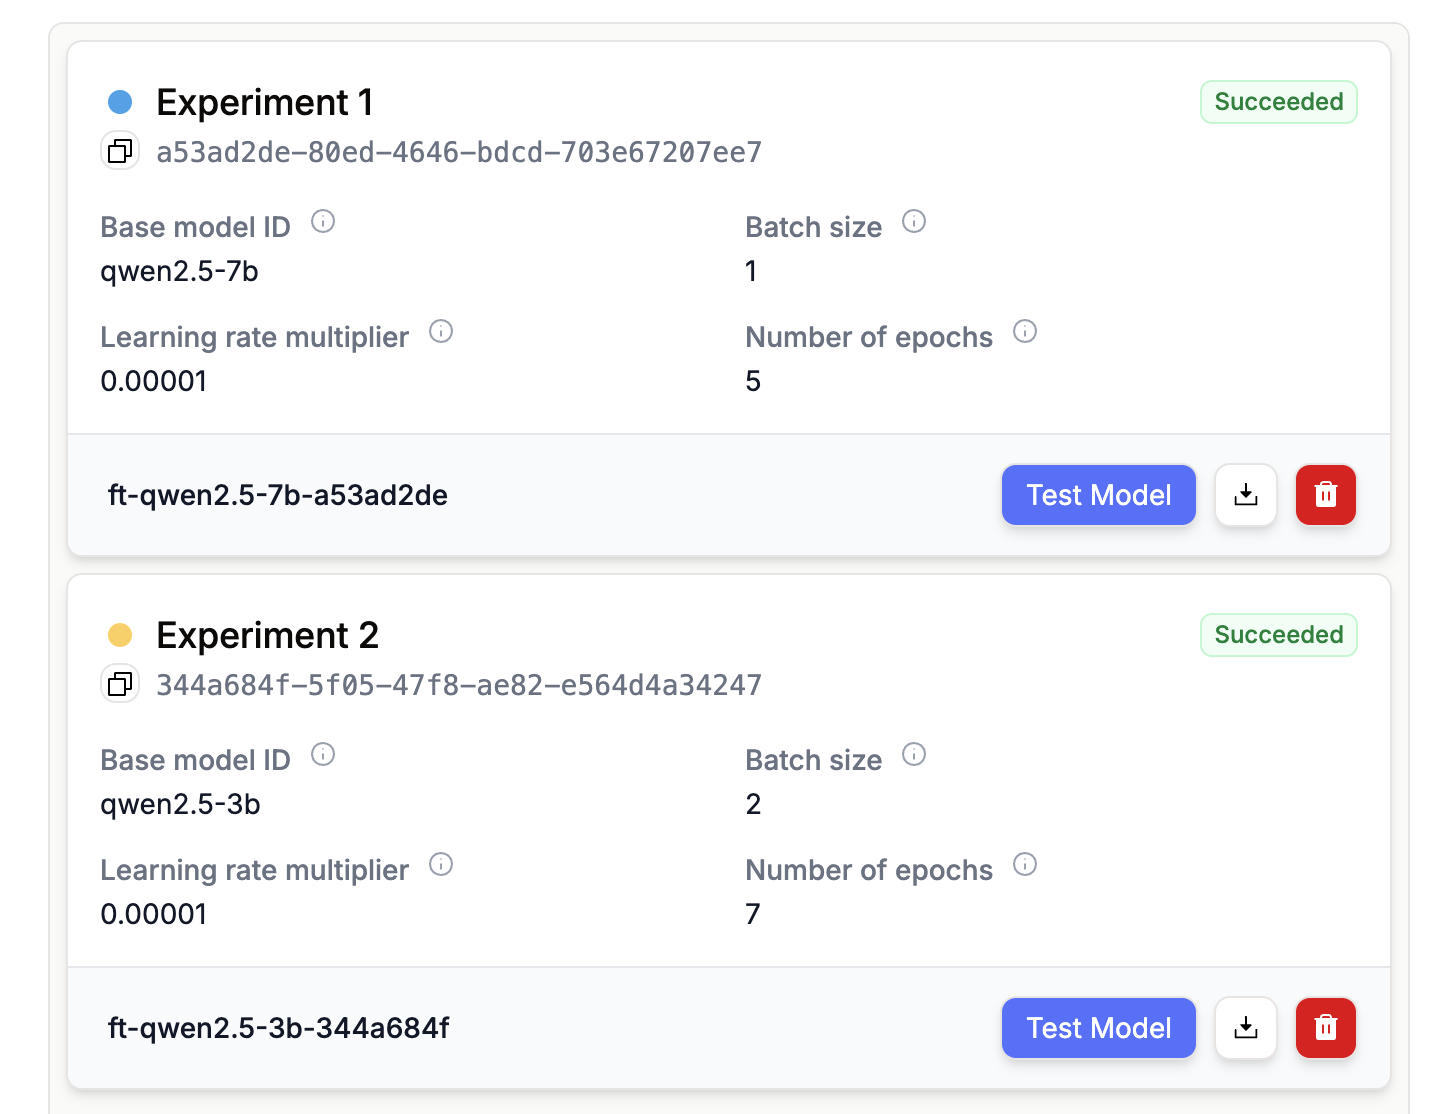 Experiment 1
Succeeded
a53ad2de-80ed-4646-bdcd-703e67207ee7
Base model ID
Batch size
qwen2.5-7b
1
Learning rate multiplier
Number of epochs
0.00001
5
ft-qwen2.5-7b-a53ad2de
Test Model
Experiment 2
Succeeded
344a684f-5f05-47f8-ae82-e564d4a34247
Base model ID
Batch size
qwen2.5-3b
2
Learning rate multiplier
Number of epochs
0.00001
7
ft-qwen2.5-3b-344a684f
Test Model